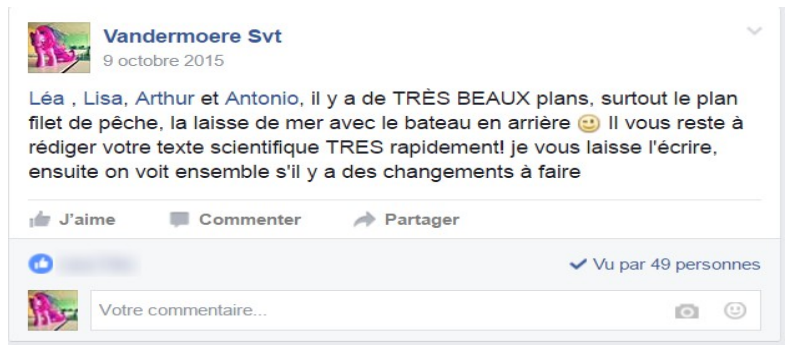 Vandermoere Svt
9 octobre 2015
Léa , Lisa, Arthur et Antonio, il y a de TRÈS BEAUX plans, surtout le plan
filet de pêche, la laisse de mer avec le bateau en arrière Il vous reste à
rédiger votre texte scientifique TRES rapidement! je vous laisse l'écrire,
ensuite on voit ensemble s'il y a des changements à faire
J'aime Commenter Partager
Vu par 49 personnes
Votre commentaire...